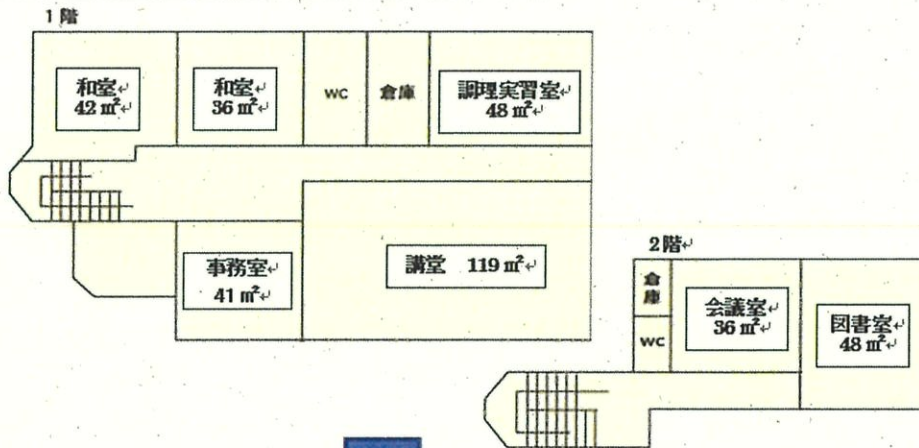 1階
和室
42㎡
和室
36㎡
WC
倉庫
調理実習室
48㎡
事務室
41㎡
講堂 119㎡
2階
倉庫
WC
会議室
36㎡
図書室
48㎡